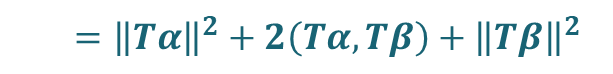 = ‖Tα‖² + 2(Tα, Tβ) + ‖Tβ‖²